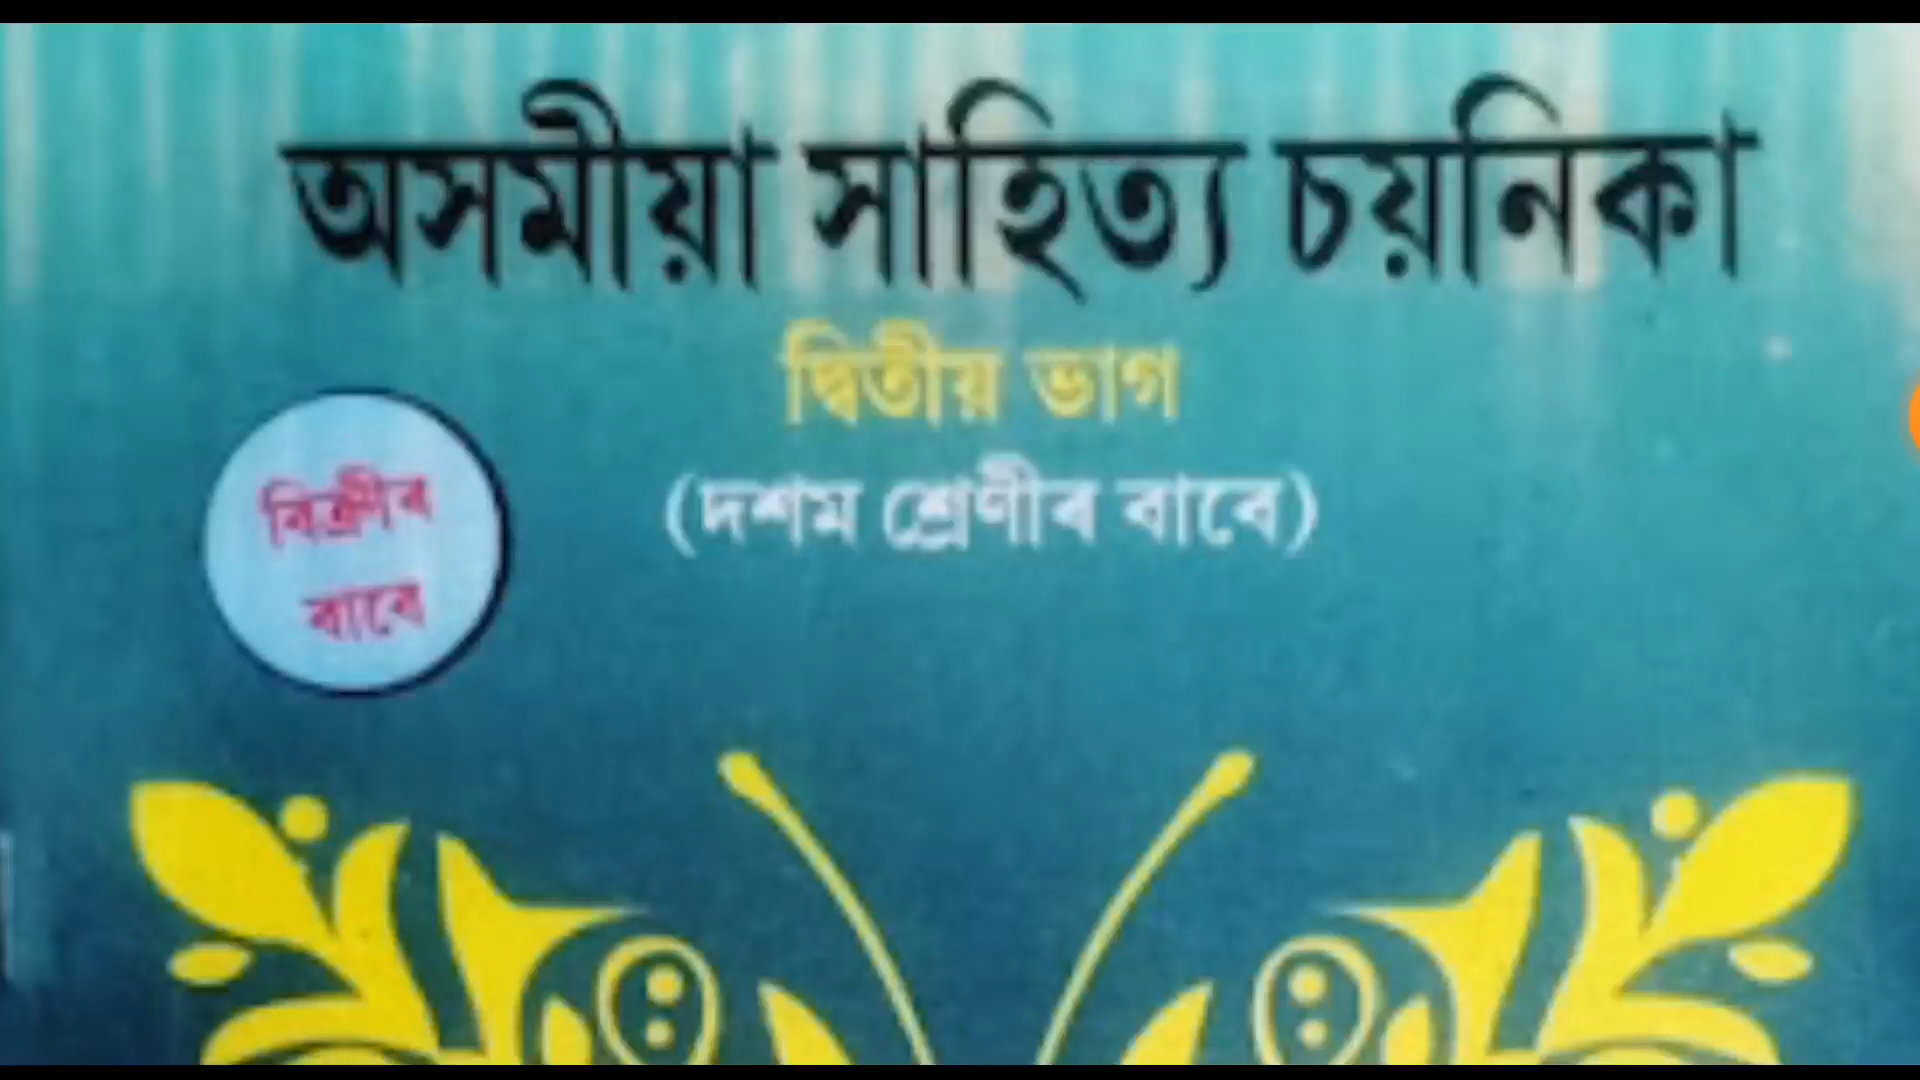 অসমীয়া সাহিত্য চয়নিকা
দ্বিতীয় ভাগ
(দশম শ্ৰেণীৰ বাবে)
বিক্ৰীৰ
বাবে